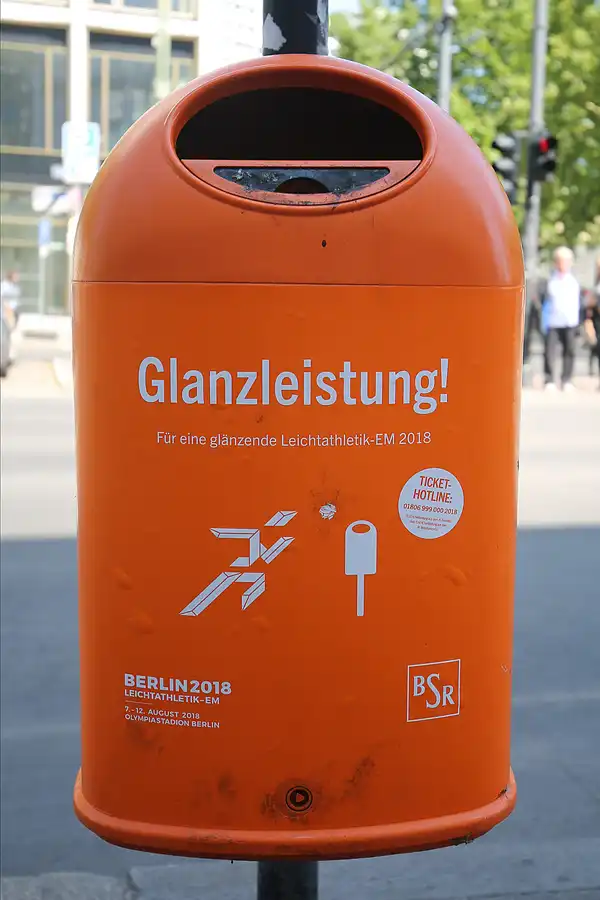 Glanzleistung!
Für eine glänzende Leichtathletik-EM 2018
TICKET-
HOTLINE:
01806 999 000 2018
BERLIN2018
LEICHTATHLETIK-EM
7.-12. AUGUST 2018
OLYMPIASTADION BERLIN
BSR